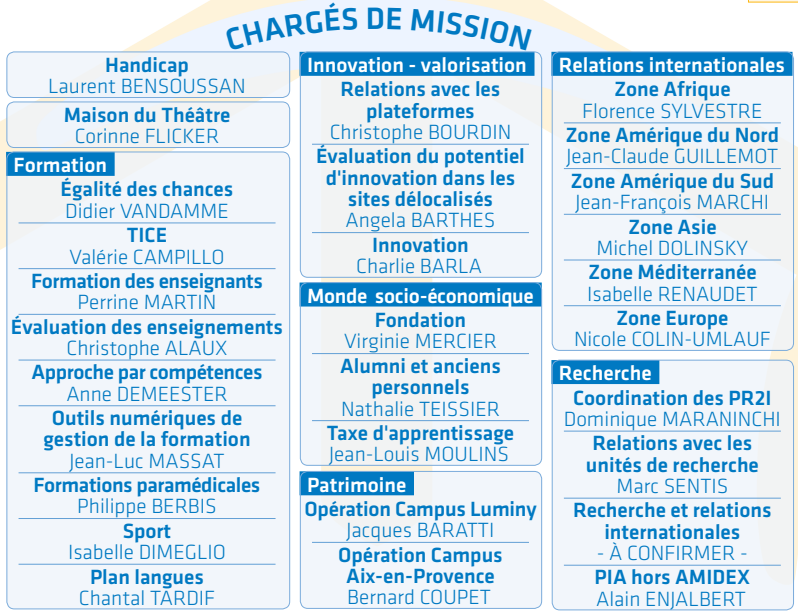 CHARGÉS DE MISSION
Handicap
Laurent BENSOUSSAN
Maison du Théâtre
Corinne FLICKER
Formation
Égalité des chances
Didier VANDAMME
TICE
Valérie CAMPILLO
Formation des enseignants
Perrine MARTIN
Évaluation des enseignements
Christophe ALAUX
Approche par compétences
Anne DEMEESTER
Outils numériques de
gestion de la formation
Jean-Luc MASSAT
Formations paramédicales
Philippe BERBIS
Sport
Isabelle DIMEGLIO
Plan langues
Chantal TARDIF
Innovation - valorisation
Relations avec les
plateformes
Christophe BOURDIN
Évaluation du potentiel
d'innovation dans les
sites délocalisés
Angela BARTHES
Innovation
Charlie BARLA
Monde socio-économique
Fondation
Virginie MERCIER
Alumni et anciens
personnels
Nathalie TEISSIER
Taxe d'apprentissage
Jean-Louis MOULINS
Patrimoine
Opération Campus Luminy
Jacques BARATTI
Opération Campus
Aix-en-Provence
Bernard COUPET
Relations internationales
Zone Afrique
Florence SYLVESTRE
Zone Amérique du Nord
Jean-Claude GUILLEMOT
Zone Amérique du Sud
Jean-François MARCHI
Zone Asie
Michel DOLINSKY
Zone Méditerranée
Isabelle RENAUDET
Zone Europe
Nicole COLIN-UMLAUF
Recherche
Coordination des PR2I
Dominique MARANINCHI
Relations avec les
unités de recherche
Marc SENTIS
Recherche et relations
internationales
- À CONFIRMER -
PIA hors AMIDEX
Alain ENJALBERT